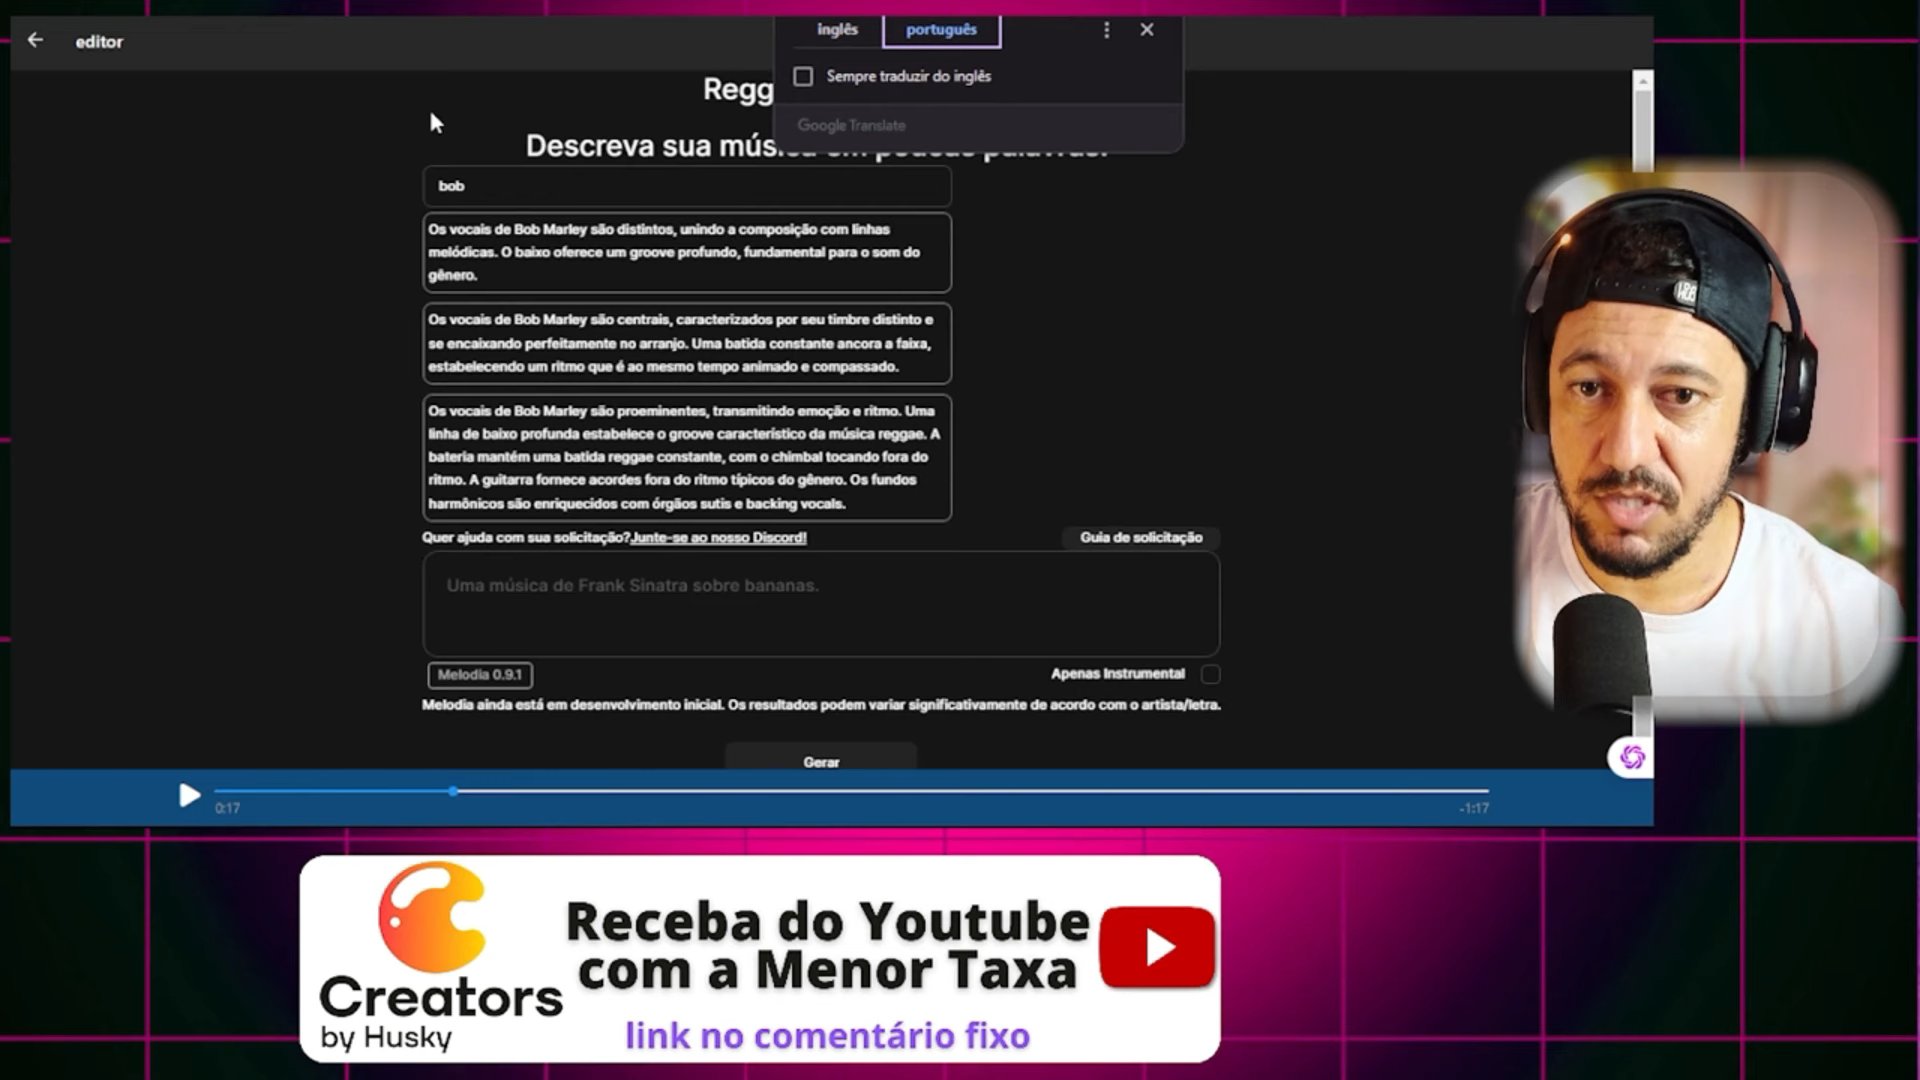 editor
inglês
português
Sempre traduzir do inglês
Google Translate
Regg
Descreva sua
bob
Os vocais de Bob Marley são distintos, unindo a composição com linhas
melódicas. O baixo oferece um groove profundo, fundamental para o som do
gênero.
Os vocais de Bob Marley são centrais, caracterizados por seu timbre distinto e
se encaixando perfeitamente no arranjo. Uma batida constante ancora a faixa,
estabelecendo um ritmo que é ao mesmo tempo animado e compassado.
Os vocais de Bob Marley são proeminentes, transmitindo emoção e ritmo. Uma
linha de baixo profunda estabelece o groove característico da música reggae. A
bateria mantém uma batida reggae constante, com o chimbal tocando fora do
ritmo. A guitarra fornece acordes fora do ritmo típicos do gênero. Os fundos
harmônicos são enriquecidos com órgãos sutis e backing vocals.
Quer ajuda com sua solicitação?Junte-se ao nosso Discord!
Guia de solicitação
Uma música de Frank Sinatra sobre bananas.
Melodia 0.9.1
Apenas Instrumental
Melodia ainda está em desenvolvimento inicial. Os resultados podem variar significativamente de acordo com o artista/letra.
Gerar
0:17
-1:17
Creators
by Husky
Receba do Youtube
com a Menor Taxa
link no comentário fixo